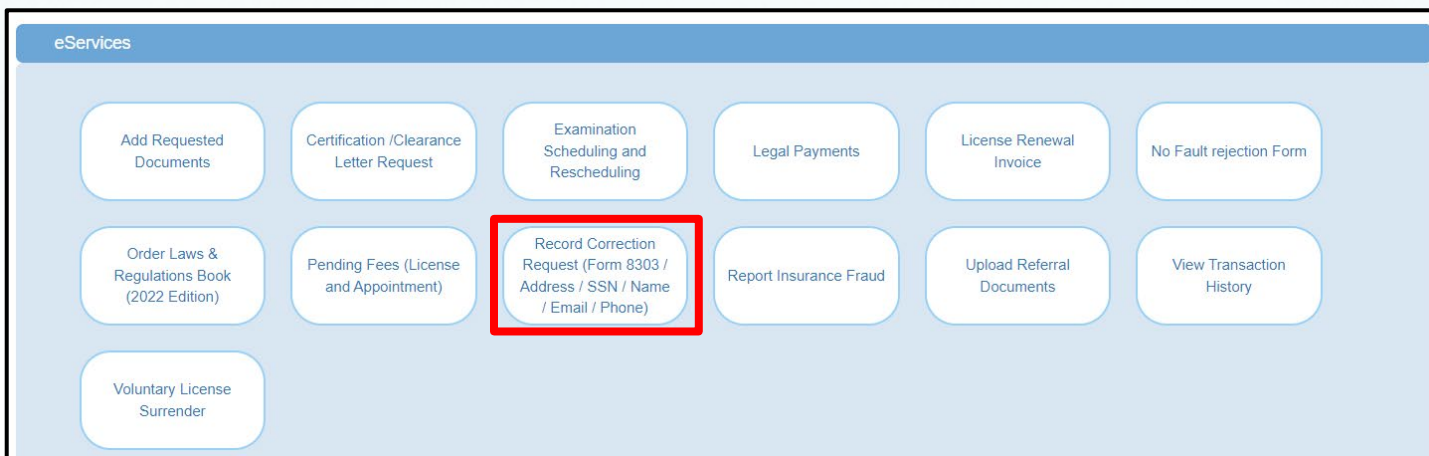 eServices
Add Requested
Documents
Certification /Clearance
Letter Request
Examination
Scheduling and
Rescheduling
Legal Payments
License Renewal
Invoice
No Fault rejection Form
Order Laws &
Regulations Book
(2022 Edition)
Pending Fees (License
and Appointment)
Record Correction
Request (Form 8303 /
Address / SSN / Name
/ Email / Phone)
Report Insurance Fraud
Upload Referral
Documents
View Transaction
History
Voluntary License
Surrender